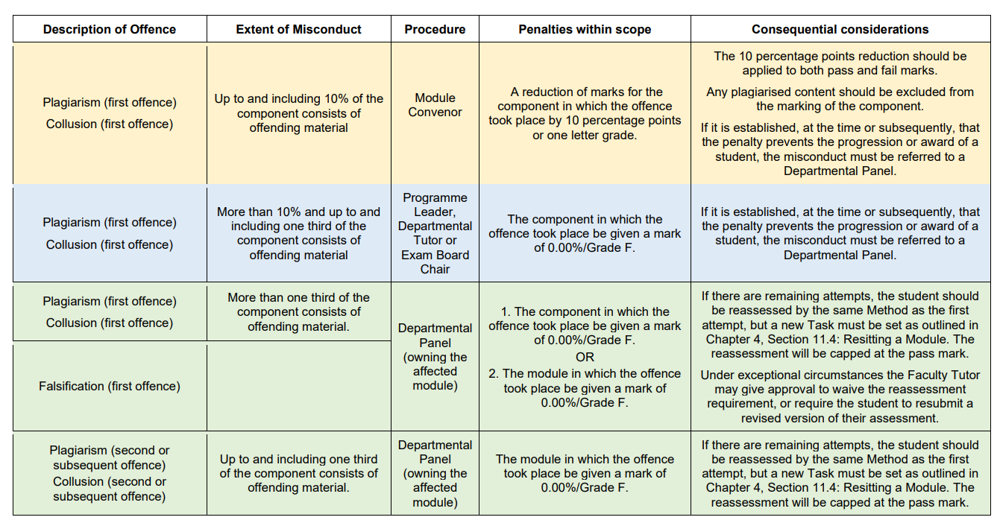 Description of Offence
Extent of Misconduct
Procedure
Penalties within scope
Consequential considerations
Plagiarism (first offence)
Collusion (first offence)
Up to and including 10% of the
component consists of
offending material
Module
Convenor
A reduction of marks for the
component in which the offence
took place by 10 percentage points
or one letter grade.
The 10 percentage points reduction should be
applied to both pass and fail marks.
Any plagiarised content should be excluded from
the marking of the component.
If it is established, at the time or subsequently, that
the penalty prevents the progression or award of a
student, the misconduct must be referred to a
Departmental Panel.
Plagiarism (first offence)
Collusion (first offence)
More than 10% and up to and
including one third of the
component consists of
offending material
Programme
Leader,
Departmental
Tutor or
Exam Board
Chair
The component in which the
offence took place be given a mark
of 0.00%/Grade F.
If it is established, at the time or subsequently, that
the penalty prevents the progression or award of a
student, the misconduct must be referred to a
Departmental Panel.
Plagiarism (first offence)
Collusion (first offence)
More than one third of the
component consists of
offending material.
Falsification (first offence)
Departmental
Panel
(owning the
affected
module)
1. The component in which the
offence took place be given a mark
of 0.00%/Grade F.
OR
2. The module in which the offence
took place be given a mark of
0.00%/Grade F.
If there are remaining attempts, the student should
be reassessed by the same Method as the first
attempt, but a new Task must be set as outlined in
Chapter 4, Section 11.4: Resitting a Module. The
reassessment will be capped at the pass mark.
Under exceptional circumstances the Faculty Tutor
may give approval to waive the reassessment
requirement, or require the student to resubmit a
revised version of their assessment.
Plagiarism (second or
subsequent offence)
Collusion (second or
subsequent offence)
Up to and including one third
of the component consists of
offending material.
Departmental
Panel
(owning the
affected
module)
The module in which the offence
took place be given a mark of
0.00%/Grade F.
If there are remaining attempts, the student should
be reassessed by the same Method as the first
attempt, but a new Task must be set as outlined in
Chapter 4, Section 11.4: Resitting a Module. The
reassessment will be capped at the pass mark.